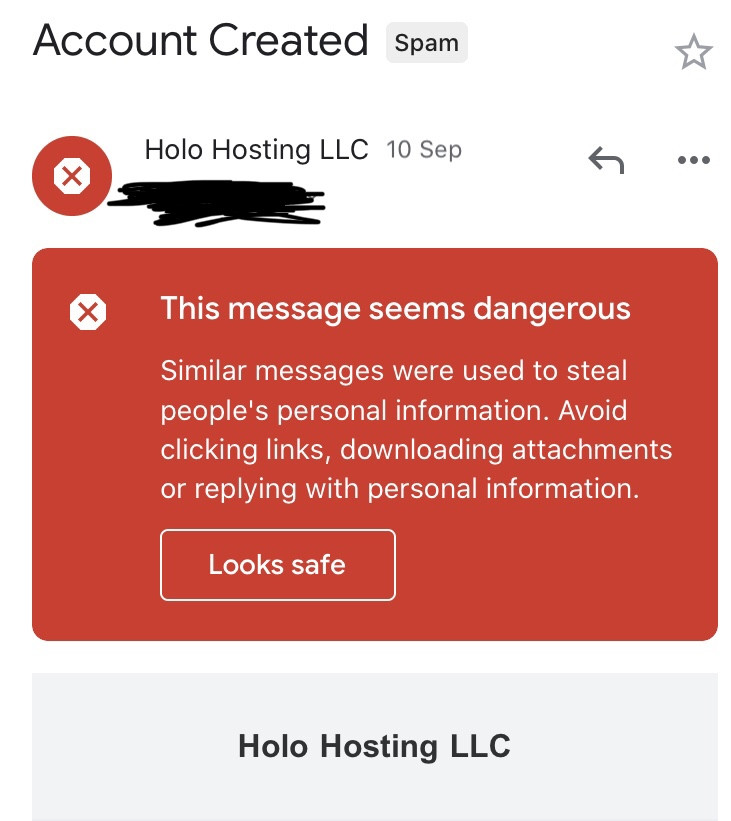 Account Created Spam
Holo Hosting LLC 10 Sep
This message seems dangerous
Similar messages were used to steal
people's personal information. Avoid
clicking links, downloading attachments
or replying with personal information.
Looks safe
Holo Hosting LLC